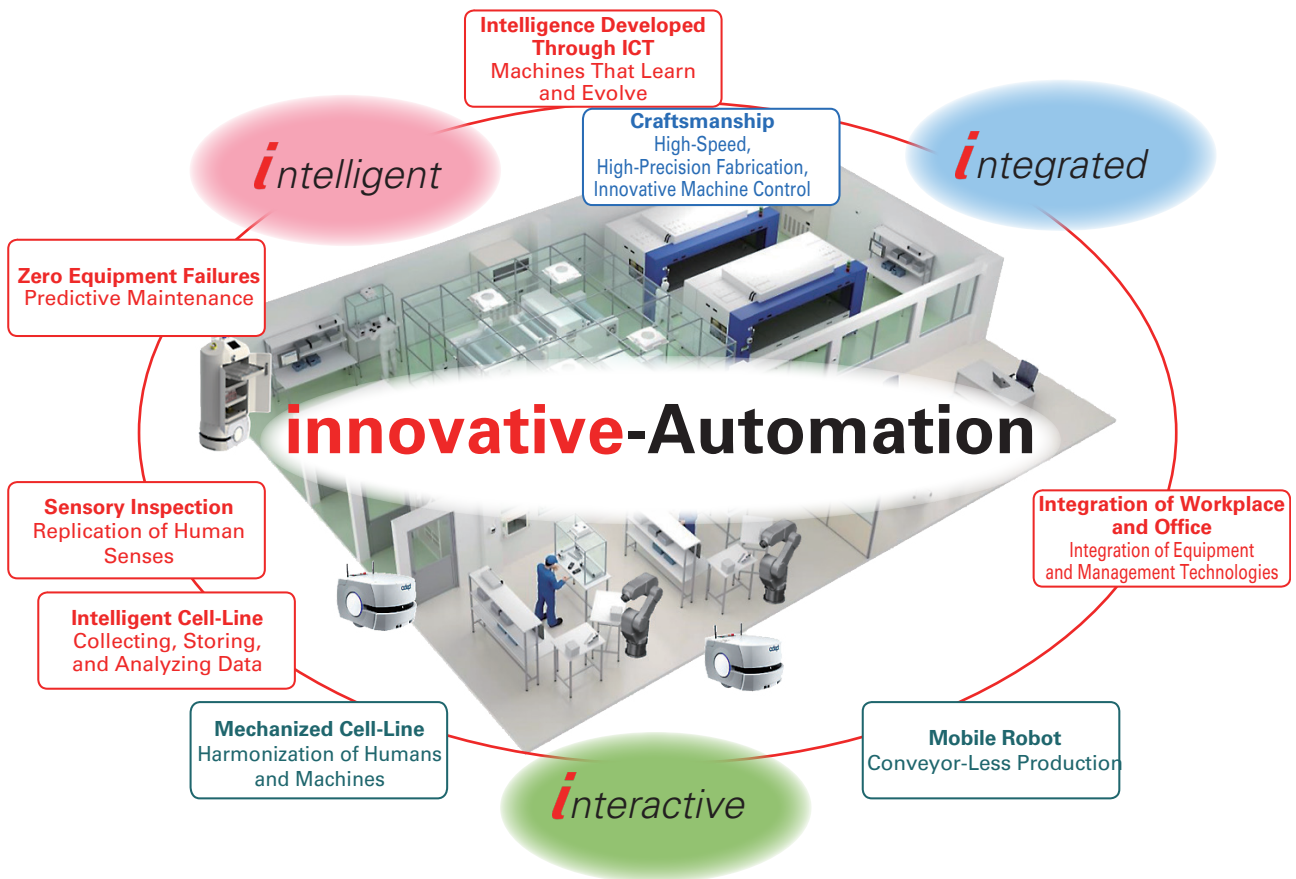 Intelligence Developed
Through ICT
Machines That Learn
and Evolve
Craftsmanship
High-Speed,
High-Precision Fabrication,
Innovative Machine Control
intelligent
integrated
Zero Equipment Failures
Predictive Maintenance
innovative-Automation
Sensory Inspection
Replication of Human
Senses
Integration of Workplace
and Office
Integration of Equipment
and Management Technologies
Intelligent Cell-Line
Collecting, Storing,
and Analyzing Data
adept
adept
Mechanized Cell-Line
Harmonization of Humans
and Machines
Mobile Robot
Conveyor-Less Production
interactive